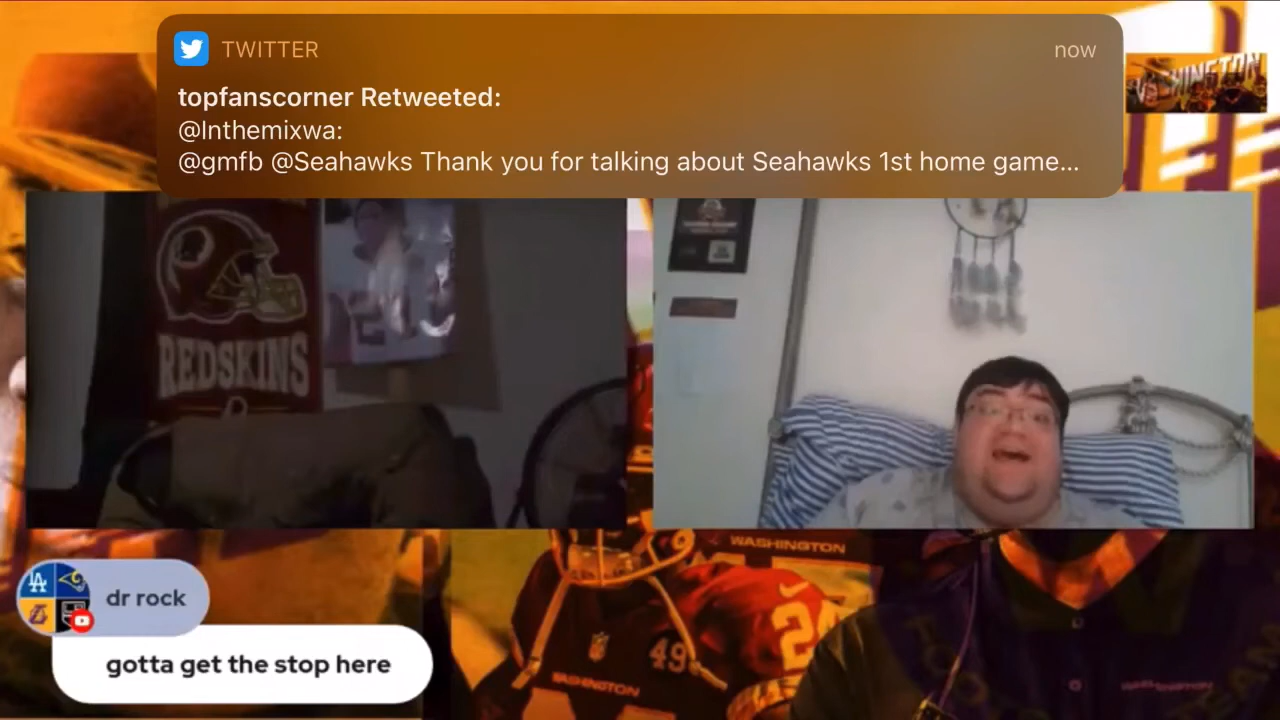 TWITTER
now
topfanscorner Retweeted:
@Inthemixwa:
@gmfb @Seahawks Thank you for talking about Seahawks 1st home game...
WASHINGTON
REDSKINS
WASHINGTON
LA
dr rock
gotta get the stop here
49
WASHINGTON